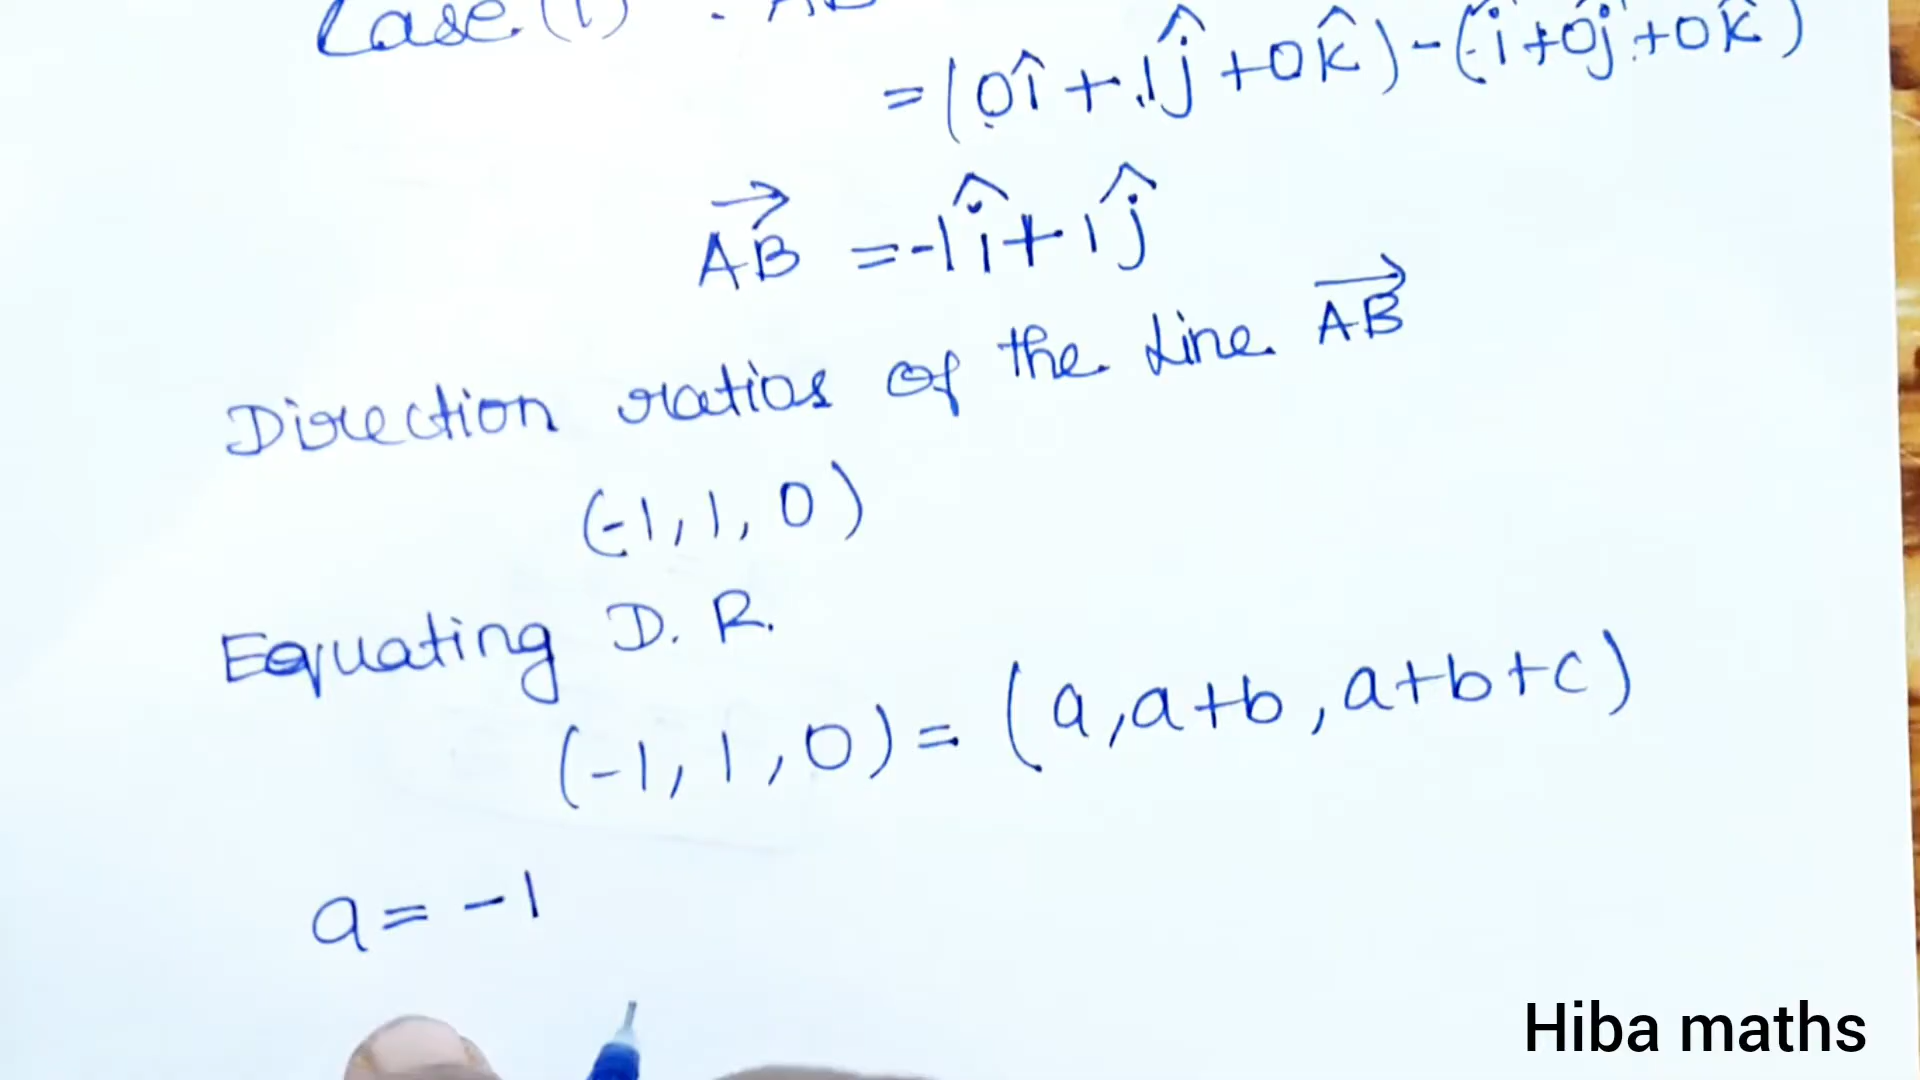 Case (i) :
= (0î + 1ĵ + 0k̂) - (î + 0ĵ + 0k̂)
AB⃗ = -1î + 1ĵ
Direction ratios of the Line AB⃗
(-1, 1, 0)
Equating D. R.
(-1, 1, 0) = (a, a+b, a+b+c)
a = -1
Hiba maths